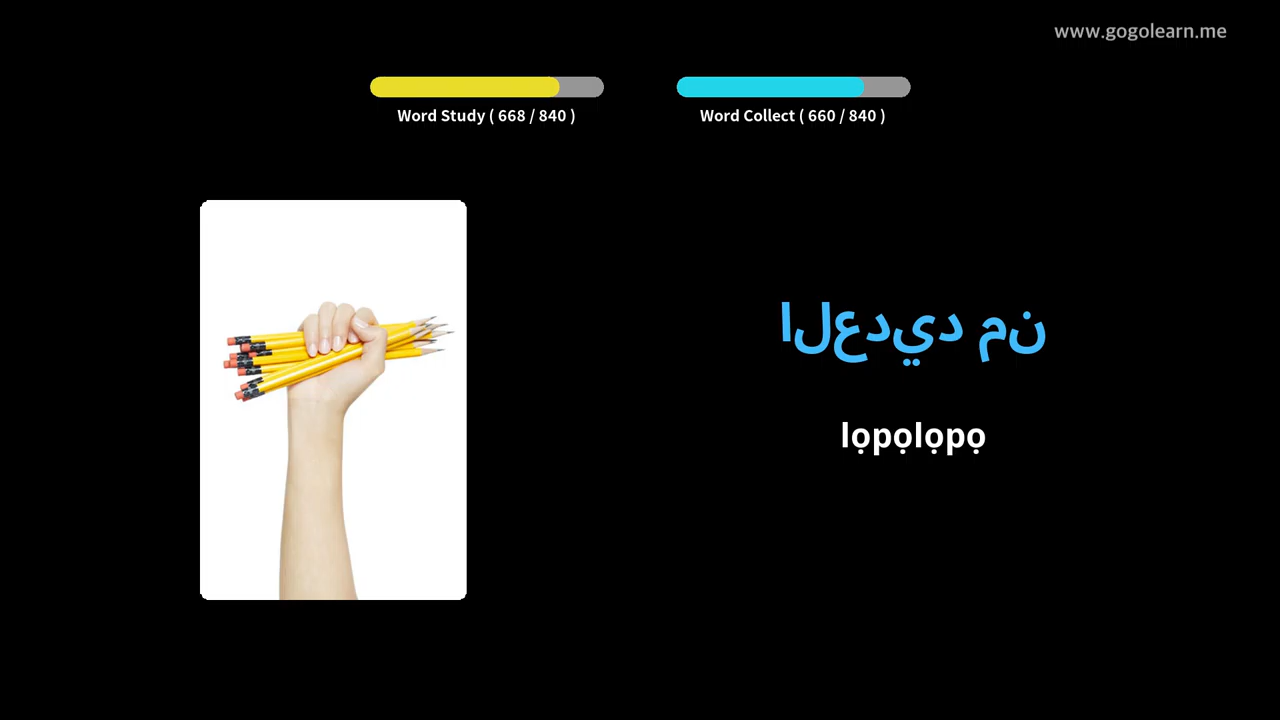 www.gogolearn.me
Word Study ( 668 / 840 )
Word Collect ( 660 / 840 )
العديد من
lọpọlọpọ